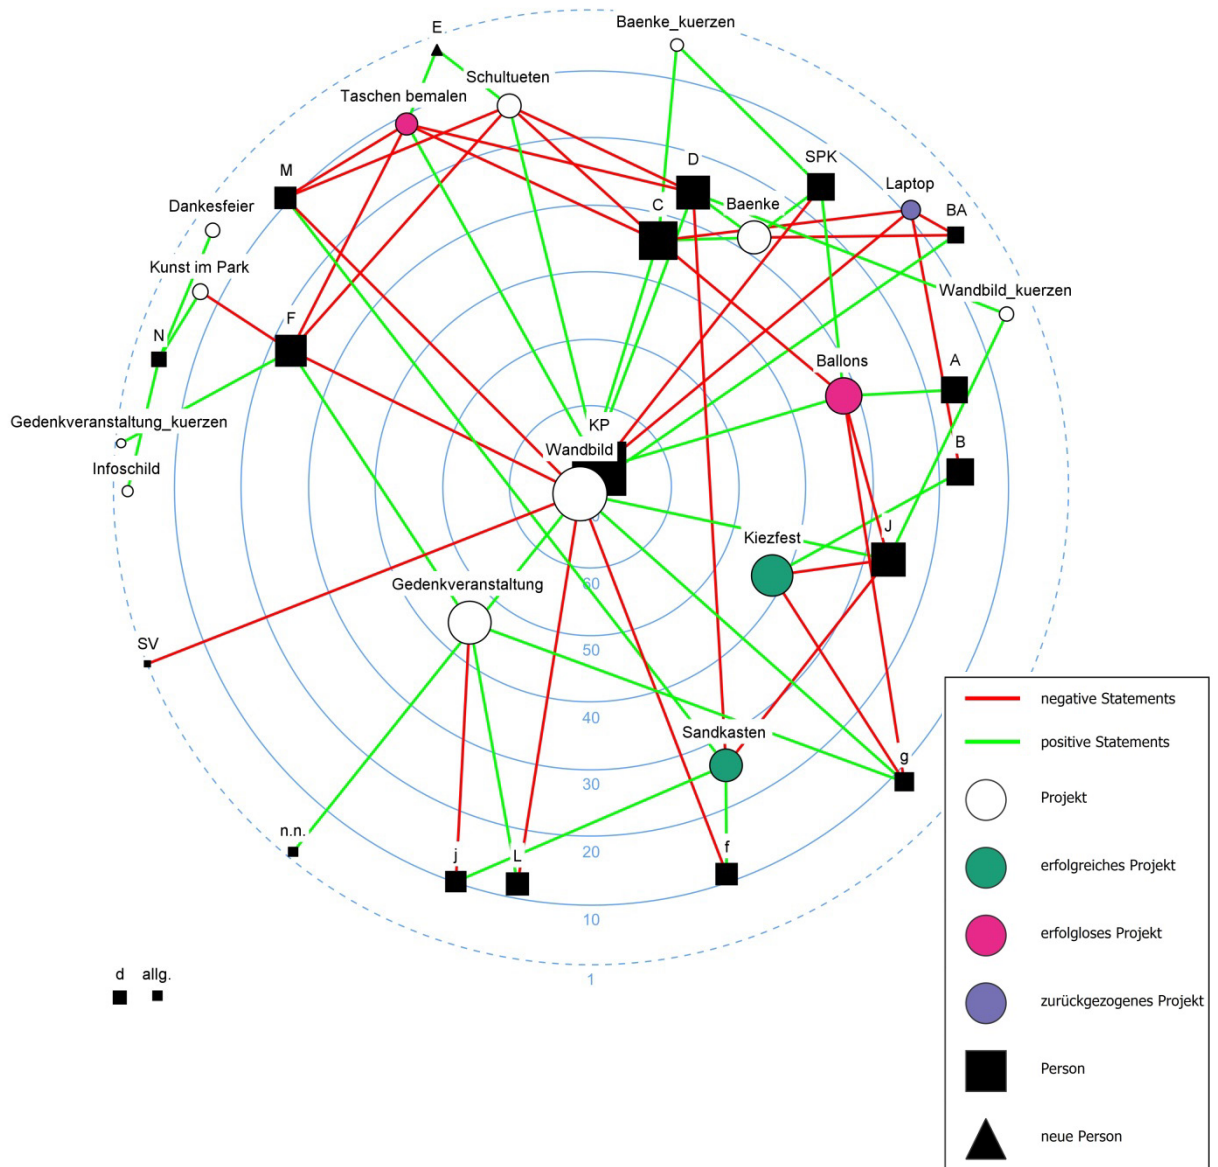 Baenke_kuerzen
E
Schultueten
Taschen bemalen
D
SPK
M
Laptop
C
Baenke
BA
Dankesfeier
Kunst im Park
Wandbild_kuerzen
N
F
Ballons
A
Gedenkveranstaltung_kuerzen
KP
Wandbild
B
Infoschild
J
Kiezfest
60
Gedenkveranstaltung
SV
50
40
Sandkasten
g
30
n.n.
j
L
f
20
10
d
allg.
1
negative Statements
positive Statements
Projekt
erfolgreiches Projekt
erfolgloses Projekt
zurückgezogenes Projekt
Person
neue Person